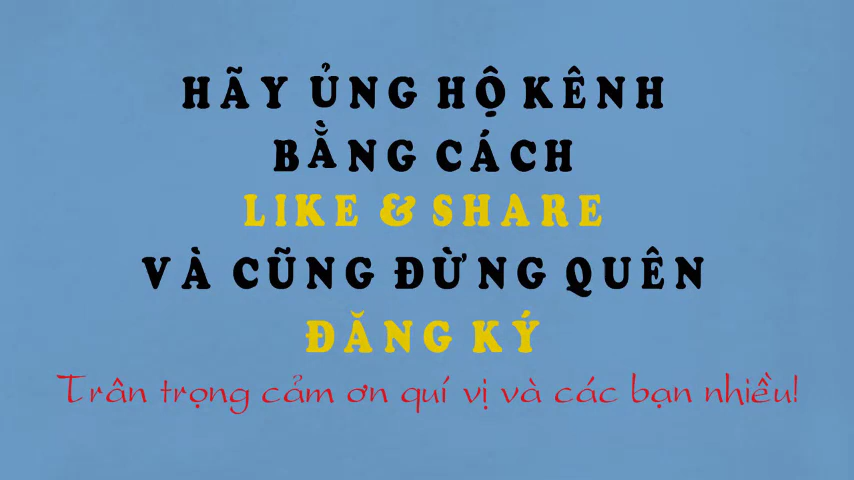 HÃY ỦNG HỘ KÊNH
BẰNG CÁCH
LIKE & SHARE
VÀ CŨNG ĐỪNG QUÊN
ĐĂNG KÝ
Trân trọng cảm ơn quí vị và các bạn nhiều!